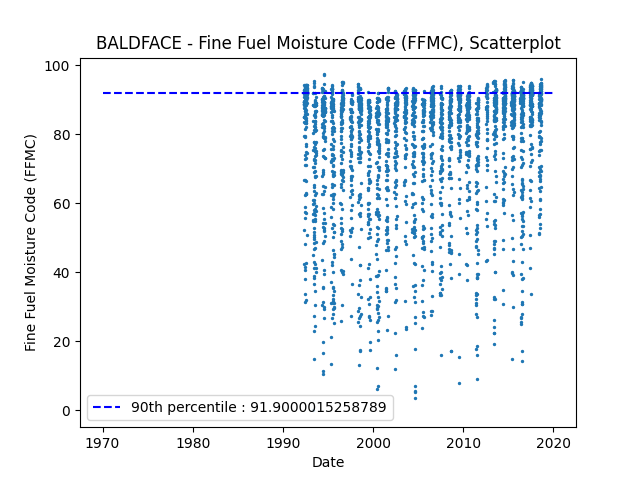 BALDFACE - Fine Fuel Moisture Code (FFMC), Scatterplot
Fine Fuel Moisture Code (FFMC)
100
80
60
40
20
0
90th percentile : 91.9000015258789
1970 1980 1990 2000 2010 2020
Date